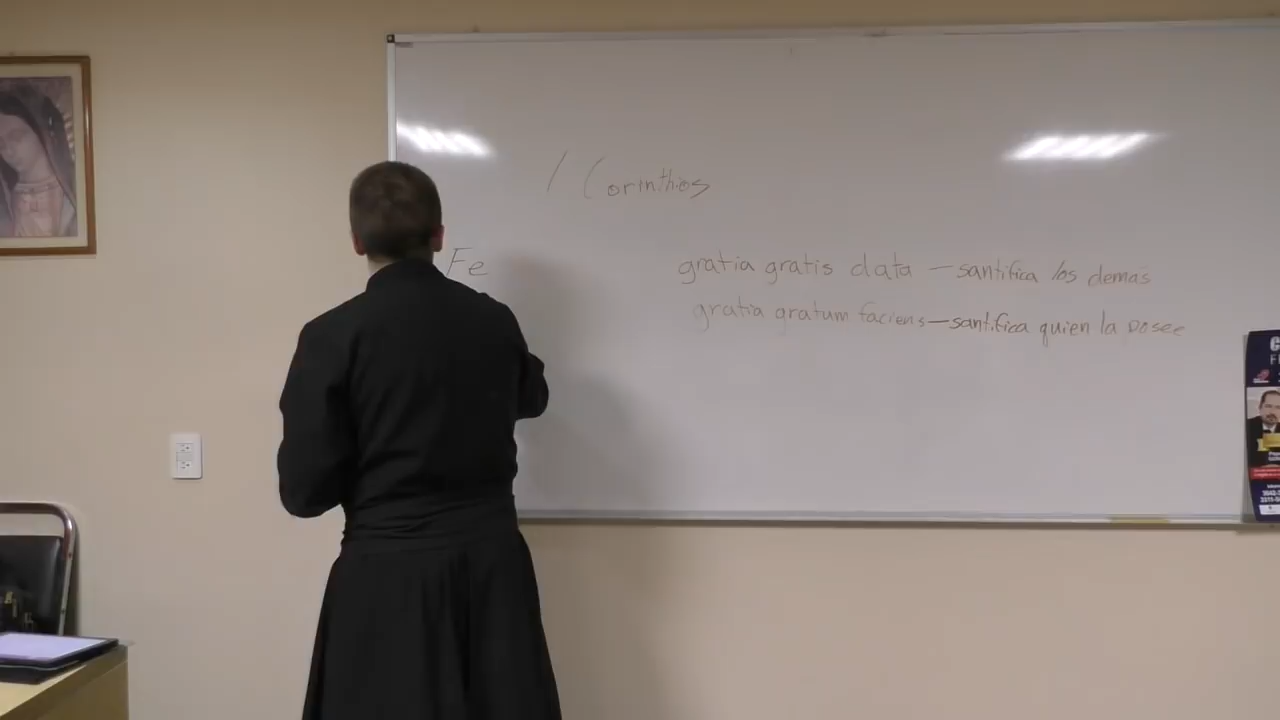 1 Corinthios
Fe
gratia gratis data – santifica los demas
gratia gratum faciens – santifica quien la posee